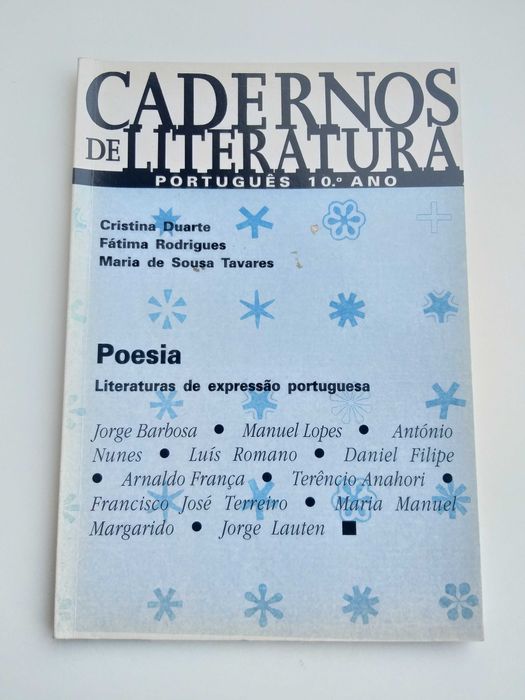 CADERNOS
DE LITERATURA
PORTUGUÊS 10.º ANO
Cristina Duarte
Fátima Rodrigues
Maria de Sousa Tavares
Poesia
Literaturas de expressão portuguesa
Jorge Barbosa ● Manuel Lopes ● António
Nunes ● Luís Romano ● Daniel Filipe
● Arnaldo França ● Terêncio Anahori ●
Francisco José Terreiro ● Maria Manuel
Margarido ● Jorge Lauten ■